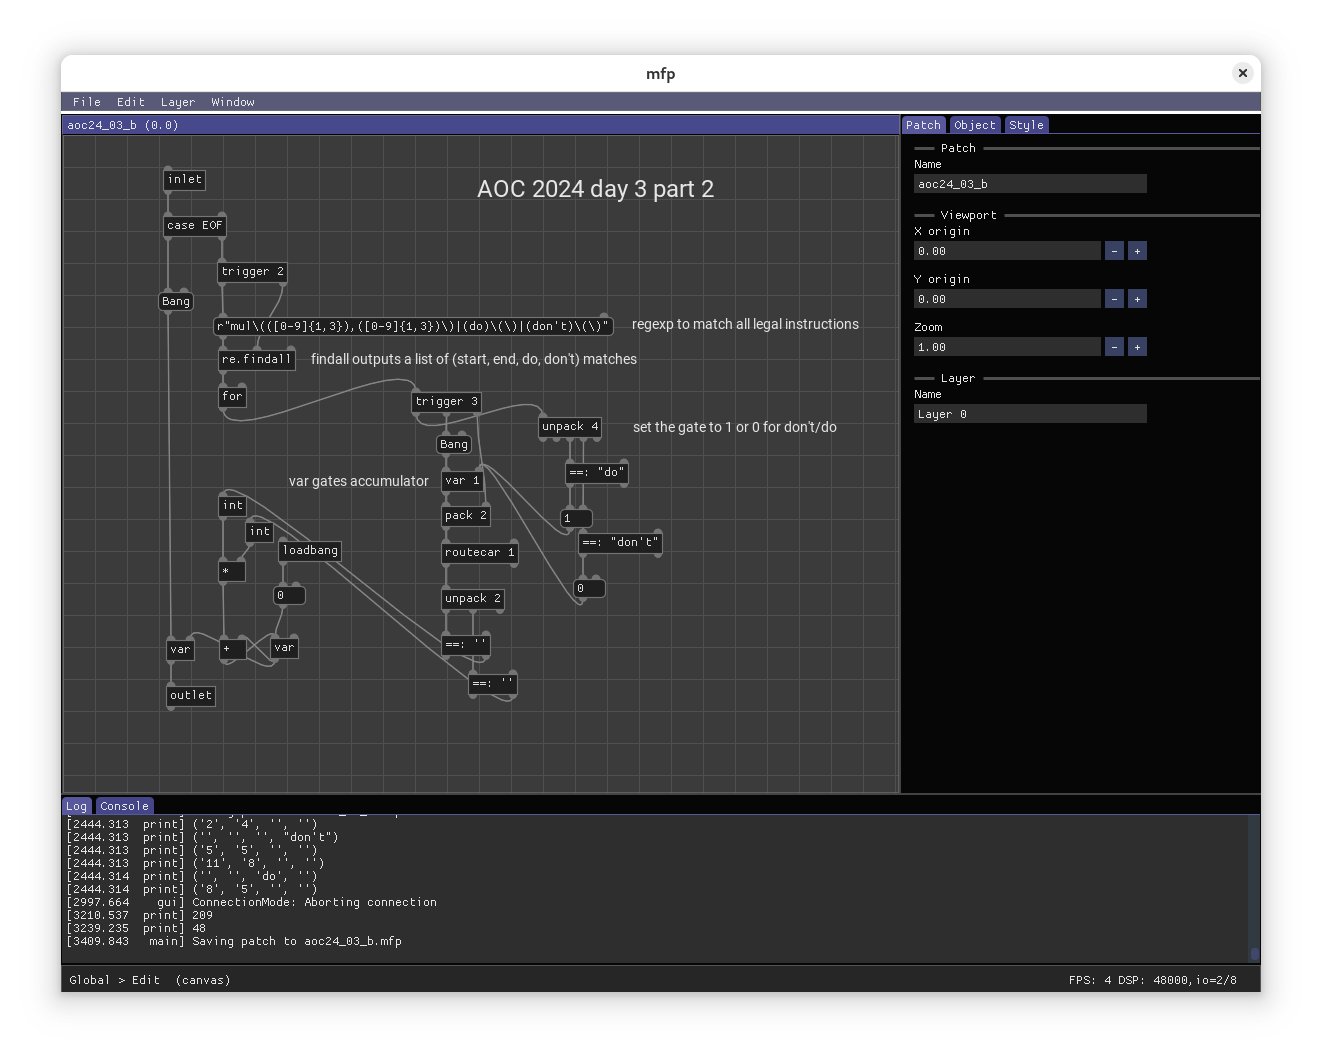 mfp
File Edit Layer Window
aoc24_03_b (0.0)
Patch Object Style
Patch
Name
aoc24_03_b
Viewport
X origin
0.00 - +
Y origin
0.00 - +
Zoom
1.00 - +
Layer
Name
Layer 0
AOC 2024 day 3 part 2
inlet
case EOF
trigger 2
Bang
r"mul\(([0-9]{1,3}),([0-9]{1,3})\)|(do)\(\)|(don't)\(\)"
regexp to match all legal instructions
re.findall
findall outputs a list of (start, end, do, don't) matches
for
trigger 3
unpack 4
set the gate to 1 or 0 for don't/do
Bang
==: "do"
var gates accumulator
var 1
int
pack 2
1
int
==: "don't"
loadbang
routecar 1
*
0
0
unpack 2
var
+
var
==: ''
==: ''
outlet
Log Console
[2444.313 print] ('2', '4', '', '')
[2444.313 print] ('', '', '', "don't")
[2444.313 print] ('5', '5', '', '')
[2444.313 print] ('11', '8', '', '')
[2444.314 print] ('', '', 'do', '')
[2444.314 print] ('8', '5', '', '')
[2997.664 gui] ConnectionMode: Aborting connection
[3210.537 print] 209
[3239.235 print] 48
[3409.843 main] Saving patch to aoc24_03_b.mfp
Global > Edit (canvas)
FPS: 4 DSP: 48000,io=2/8